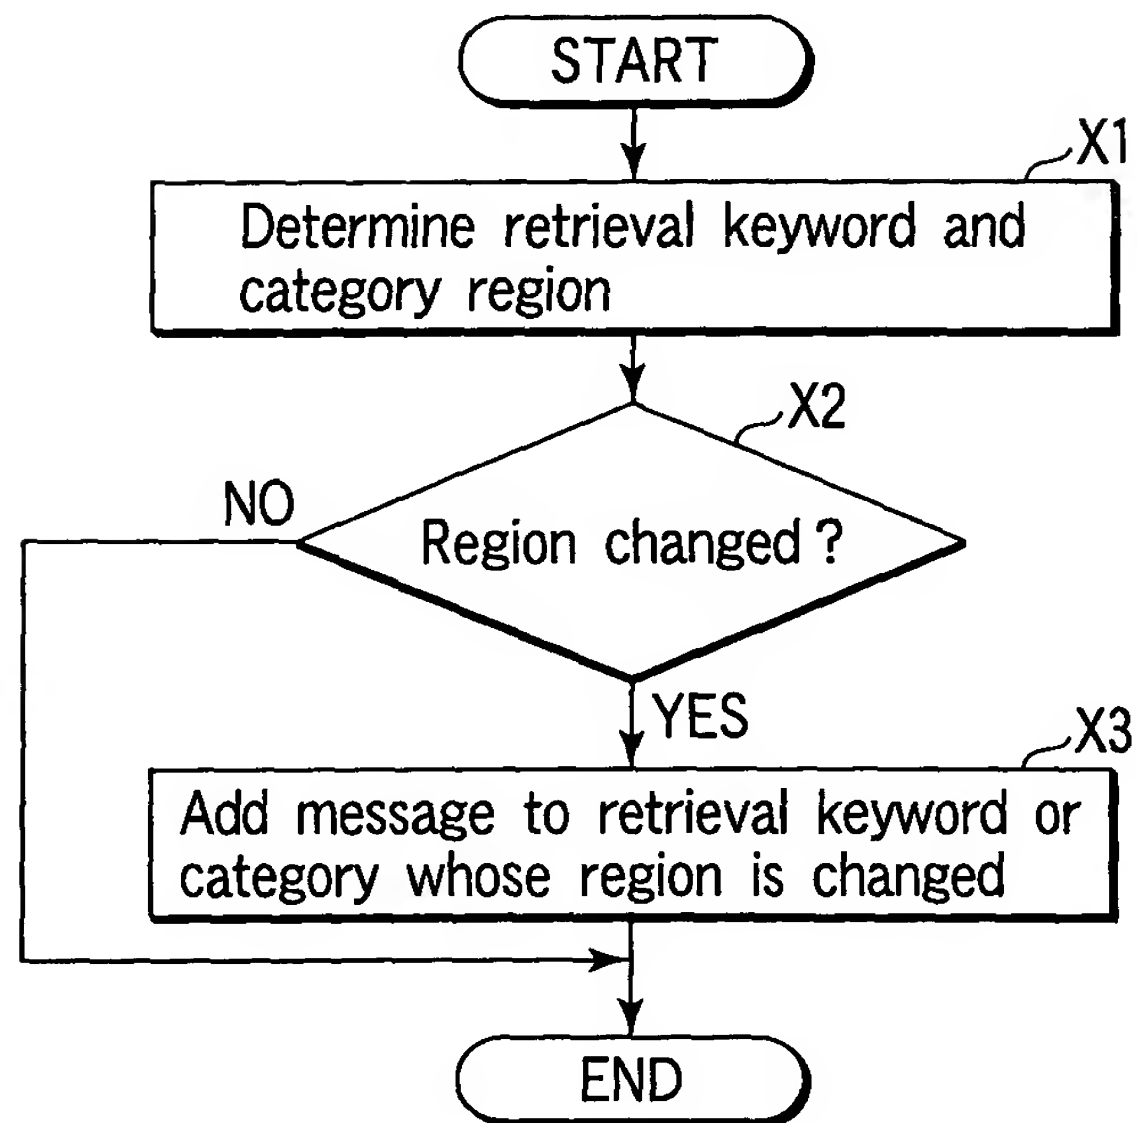 START
X1
Determine retrieval keyword and
category region
X2
NO
Region changed ?
YES
X3
Add message to retrieval keyword or
category whose region is changed
END